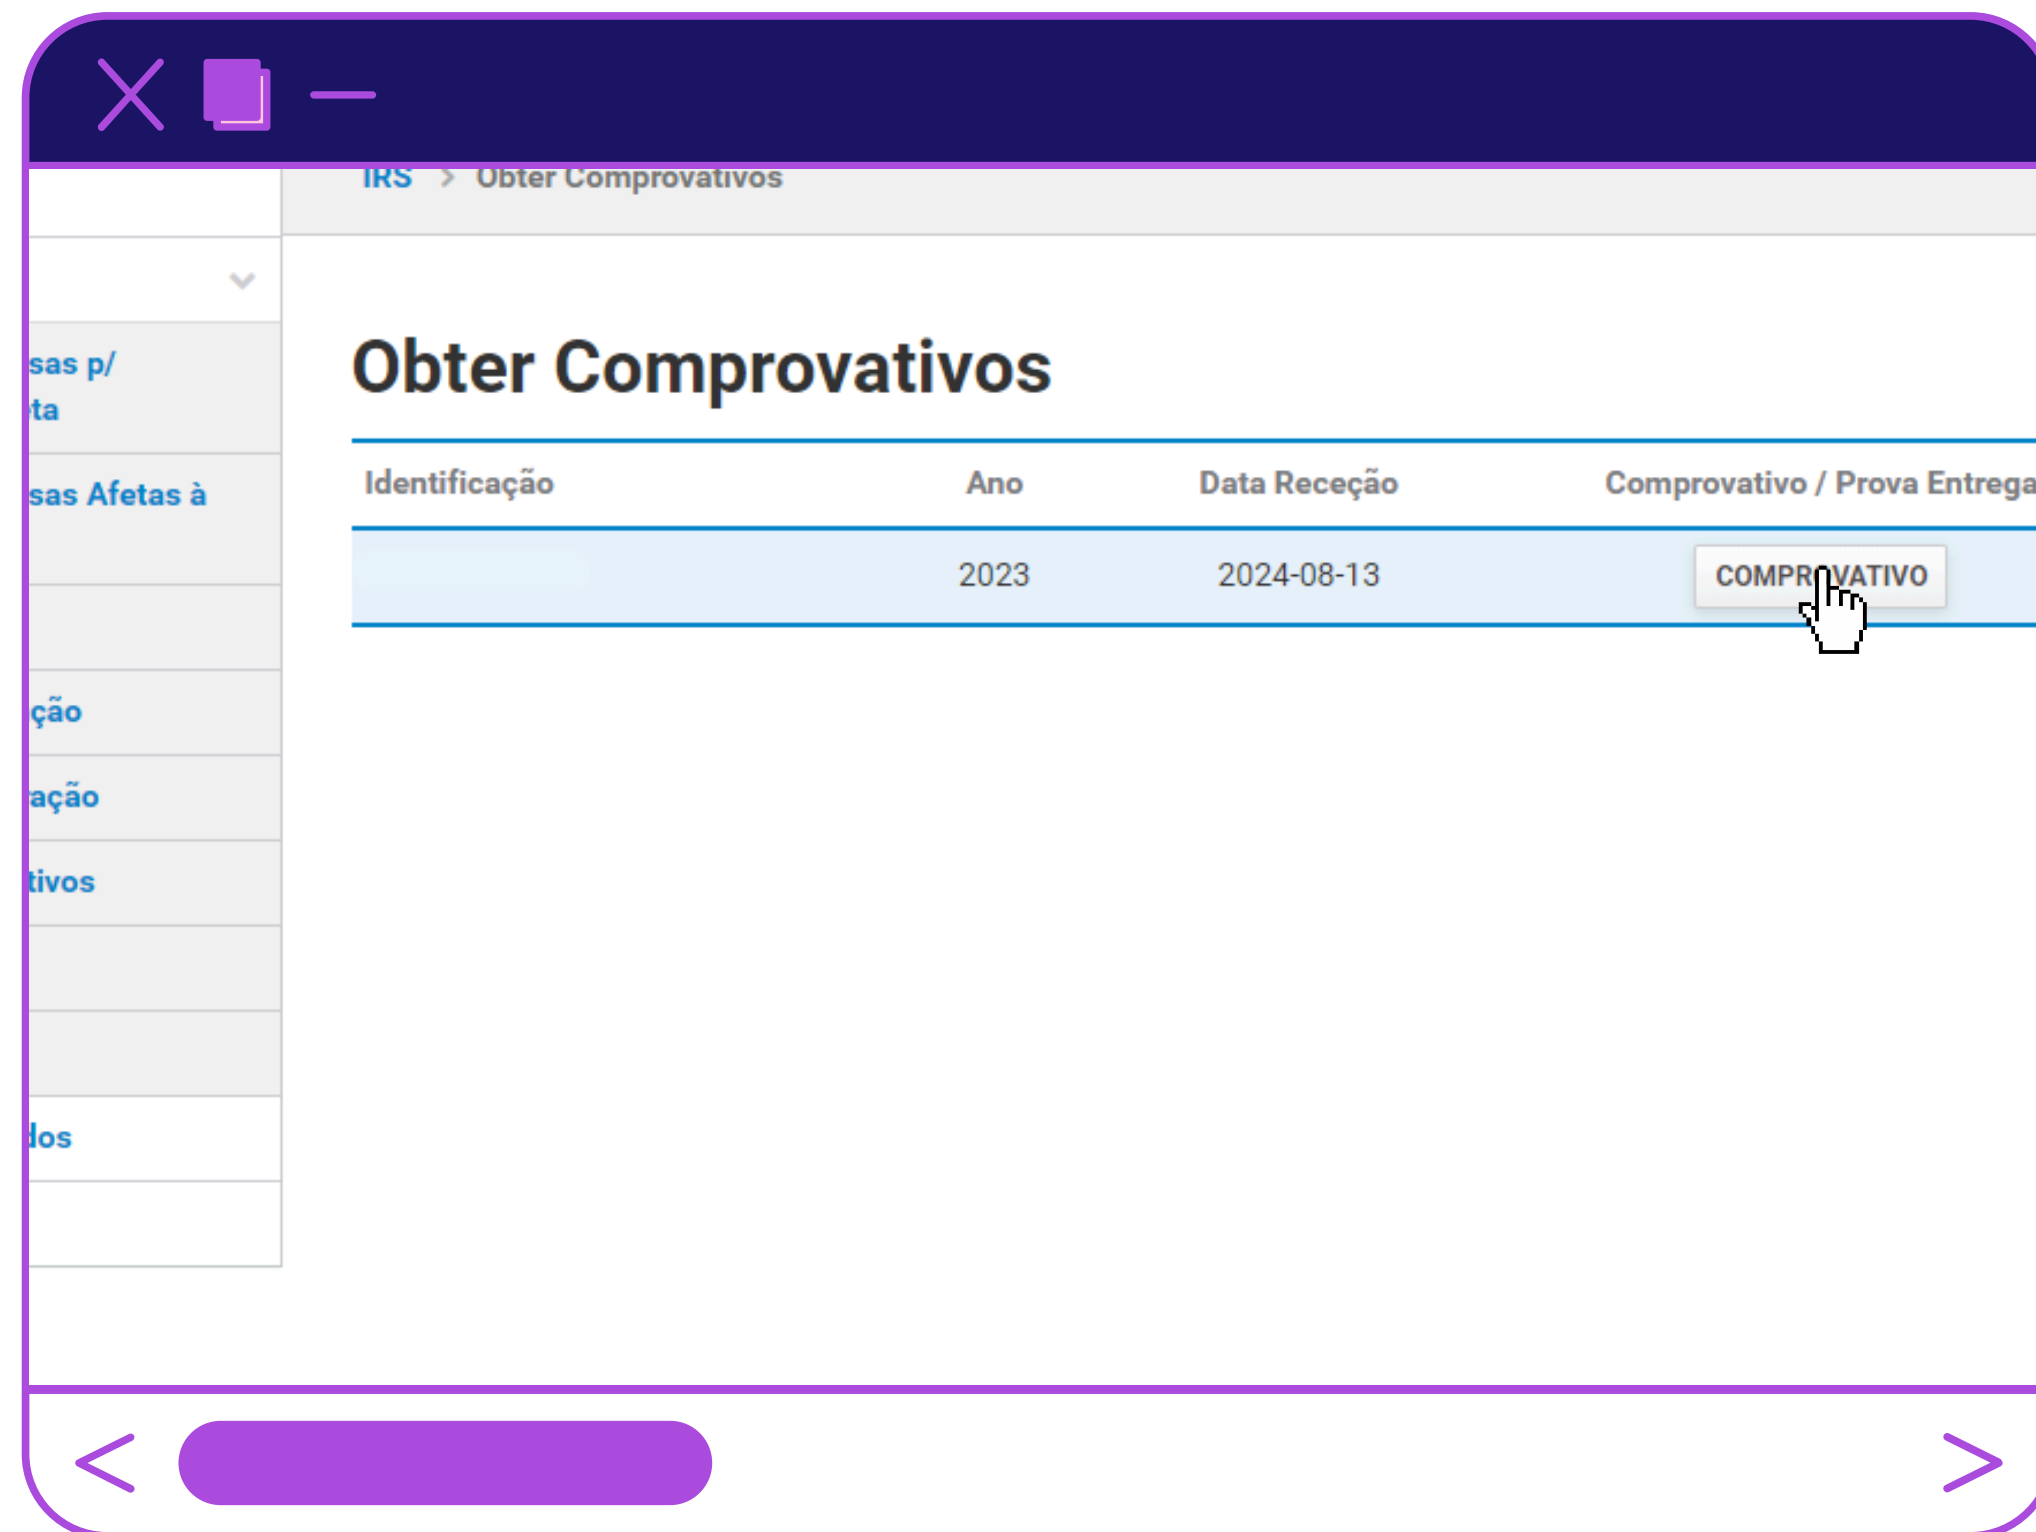 IRS > Obter Comprovativos
sas p/
ta
sas Afetas à
ção
ação
tivos
dos
Obter Comprovativos
Identificação Ano Data Receção Comprovativo / Prova Entrega
2023 2024-08-13 COMPROVATIVO